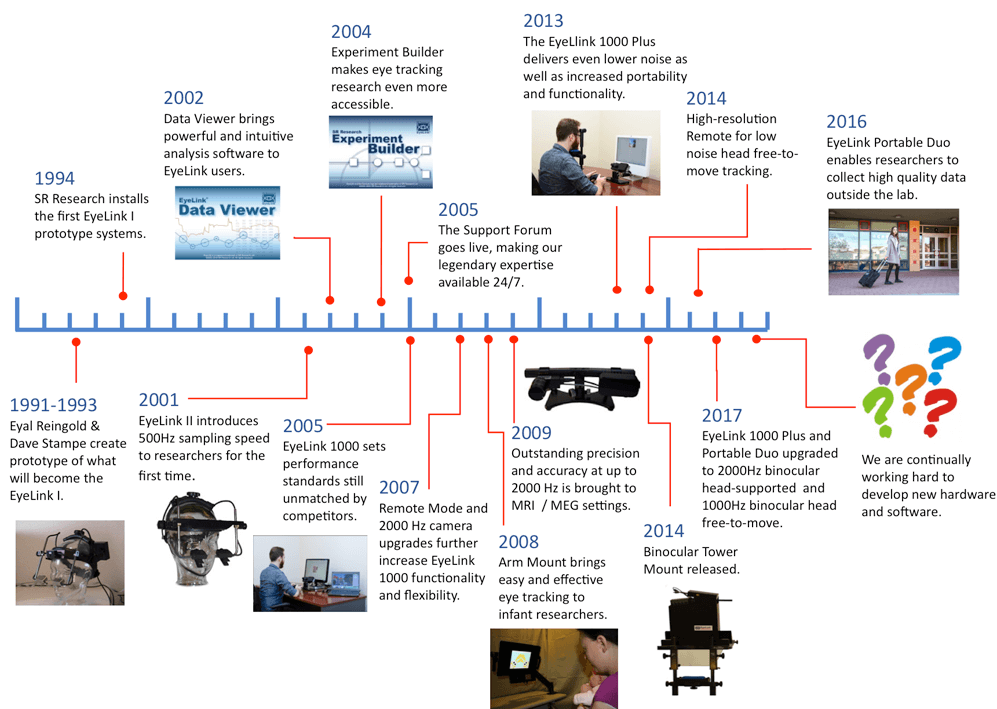 1994
SR Research installs
the first EyeLink I
prototype systems.
2002
Data Viewer brings
powerful and intuitive
analysis software to
EyeLink users.
EyeLink
Data Viewer
2004
Experiment Builder
makes eye tracking
research even more
accessible.
SR Research
Experiment
Builder
2005
The Support Forum
goes live, making our
legendary expertise
available 24/7.
2013
The EyeLlink 1000 Plus
delivers even lower noise as
well as increased portability
and functionality.
2014
High-resolution
Remote for low
noise head free-to-
move tracking.
2016
EyeLink Portable Duo
enables researchers to
collect high quality data
outside the lab.
1991-1993
Eyal Reingold &
Dave Stampe create
prototype of what
will become the
EyeLink I.
2001
EyeLink II introduces
500Hz sampling speed
to researchers for the
first time.
2005
EyeLink 1000 sets
performance
standards still
unmatched by
competitors.
2007
Remote Mode and
2000 Hz camera
upgrades further
increase EyeLink
1000 functionality
and flexibility.
2008
Arm Mount brings
easy and effective
eye tracking to
infant researchers.
2009
Outstanding precision
and accuracy at up to
2000 Hz is brought to
MRI / MEG settings.
2014
Binocular Tower
Mount released.
2017
EyeLink 1000 Plus and
Portable Duo upgraded
to 2000Hz binocular
head-supported and
1000Hz binocular head
free-to-move.
? ? ? ? ?
We are continually
working hard to
develop new hardware
and software.